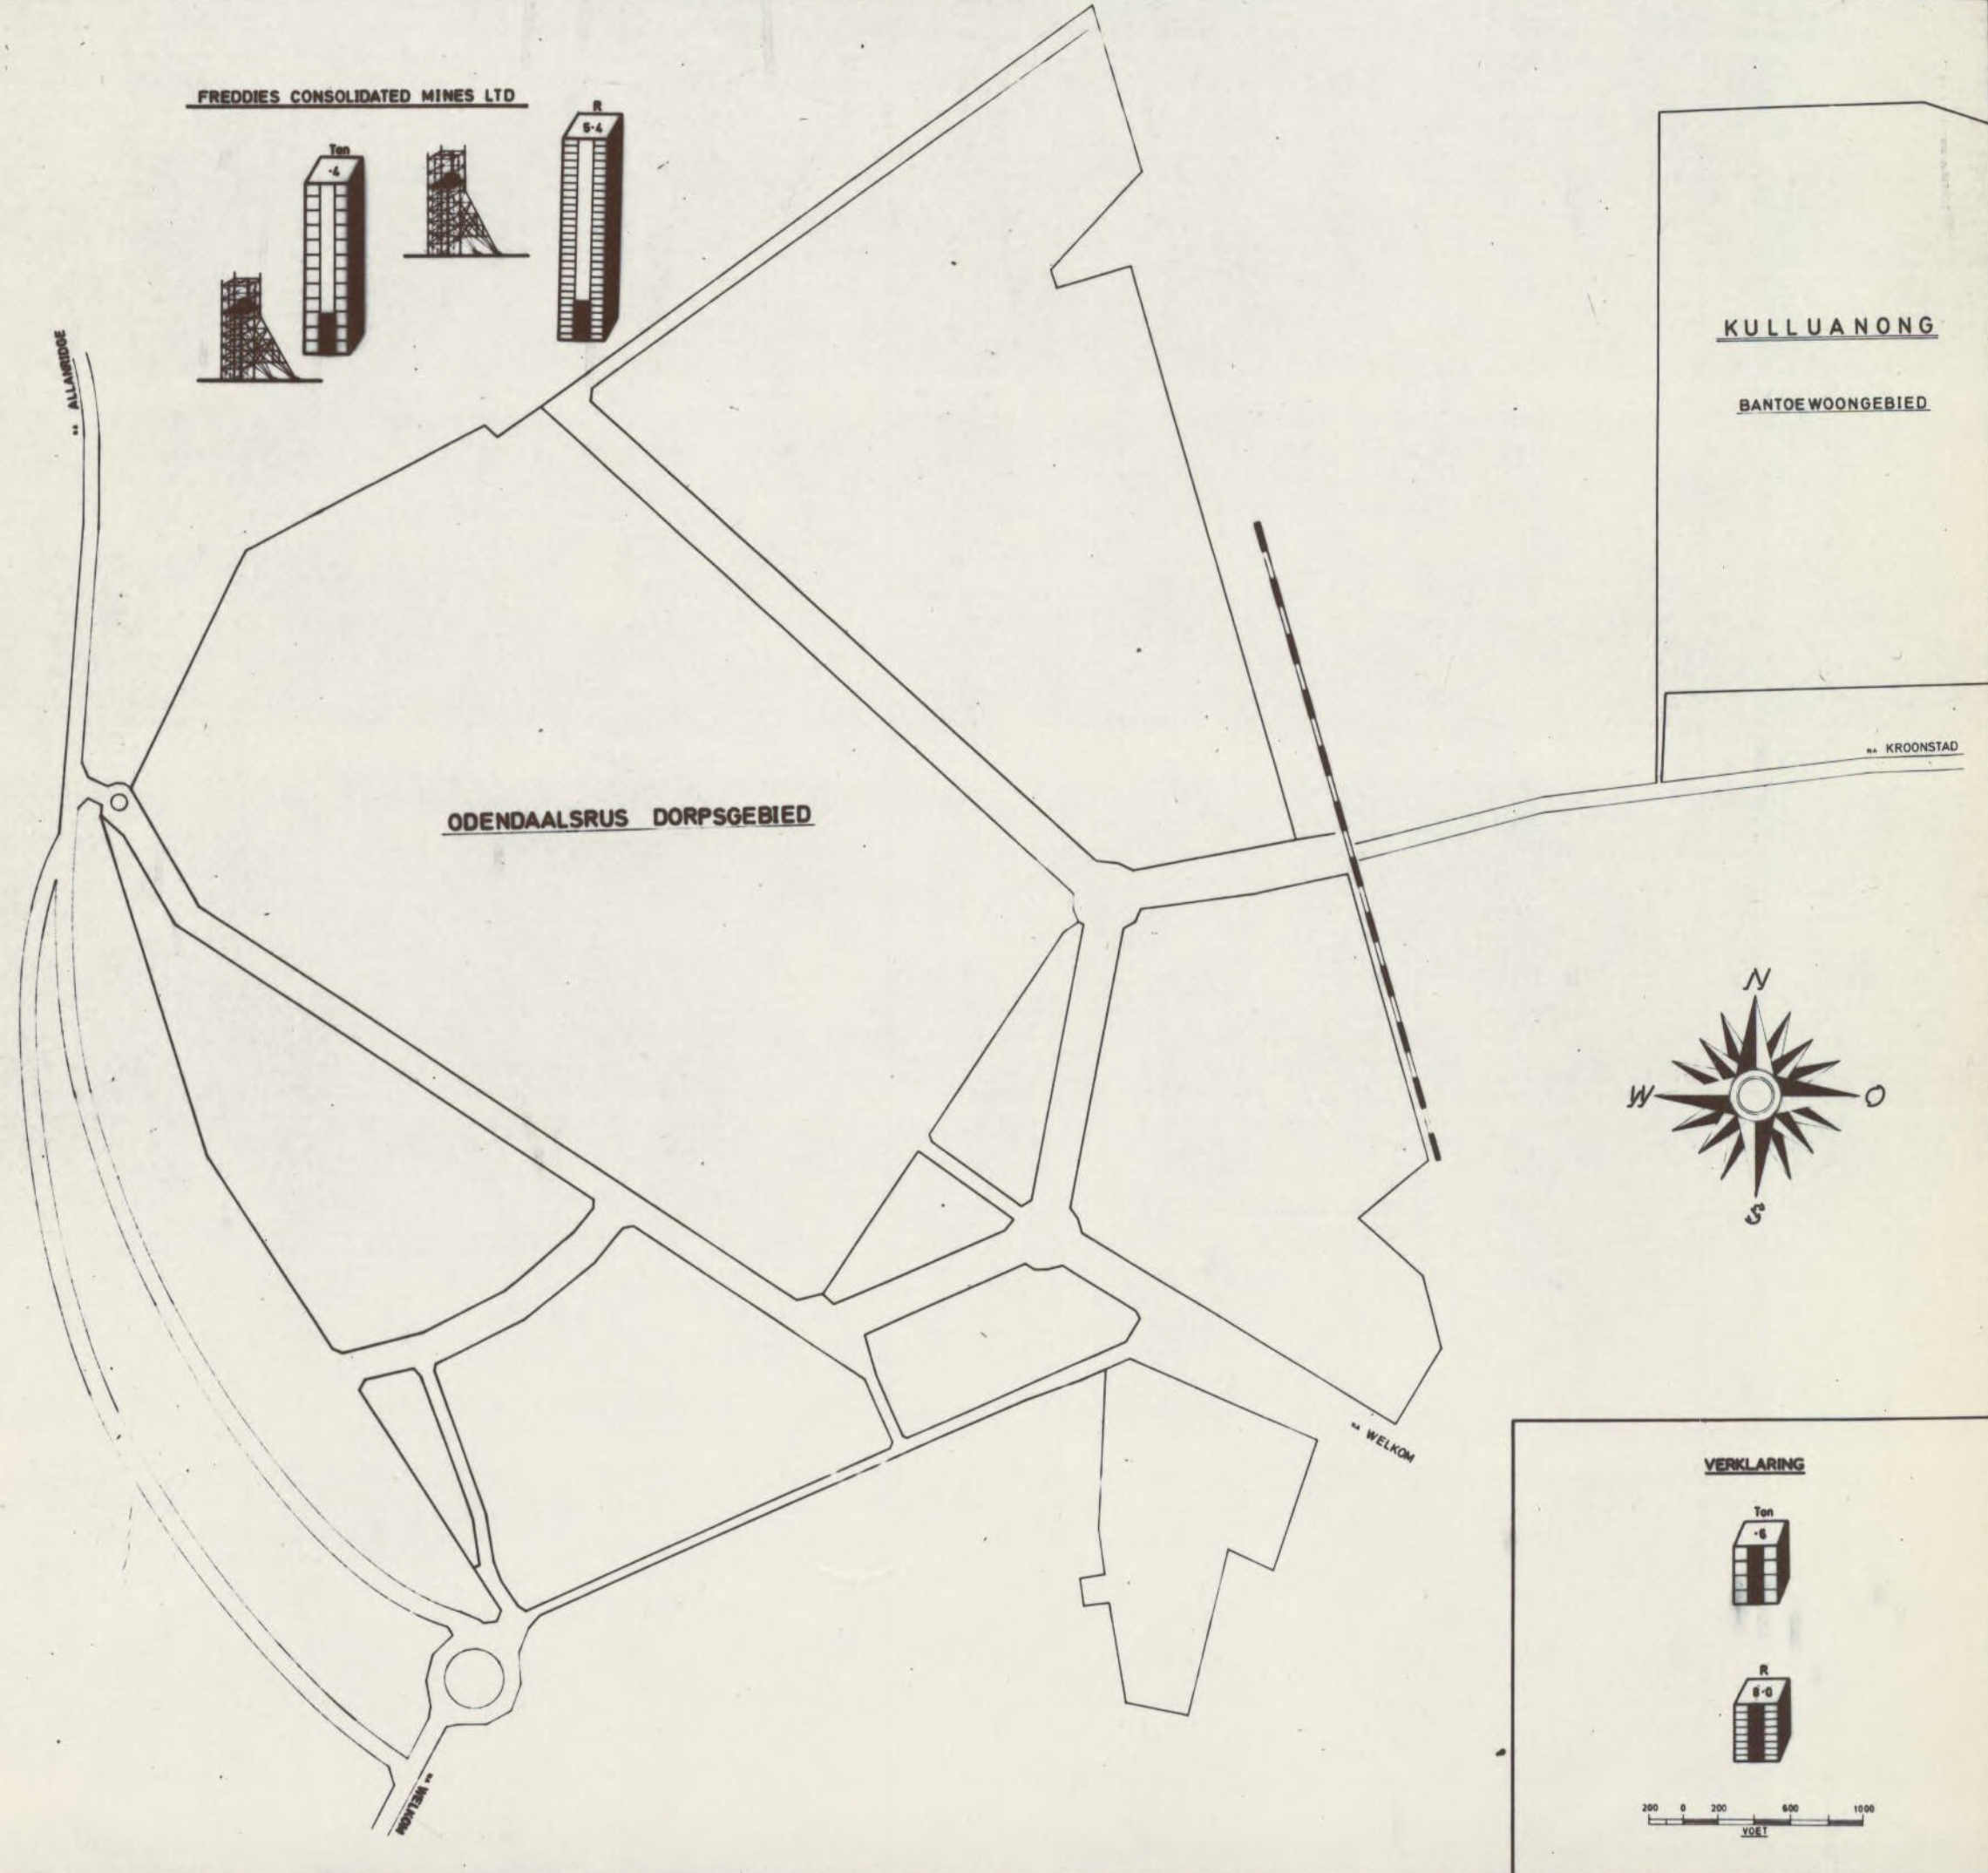 FREDDIES CONSOLIDATED MINES LTD
R
5·4
Ton
·4
KULLUANONG
BANTOEWOONGEBIED
NA ALLANRIDGE
NA KROONSTAD
ODENDAALSRUS DORPSGEBIED
N
W
O
S
NA WELKOM
VERKLARING
Ton
·6
R
8·0
200 0 200 600 1000
VOET
NA WELKOM